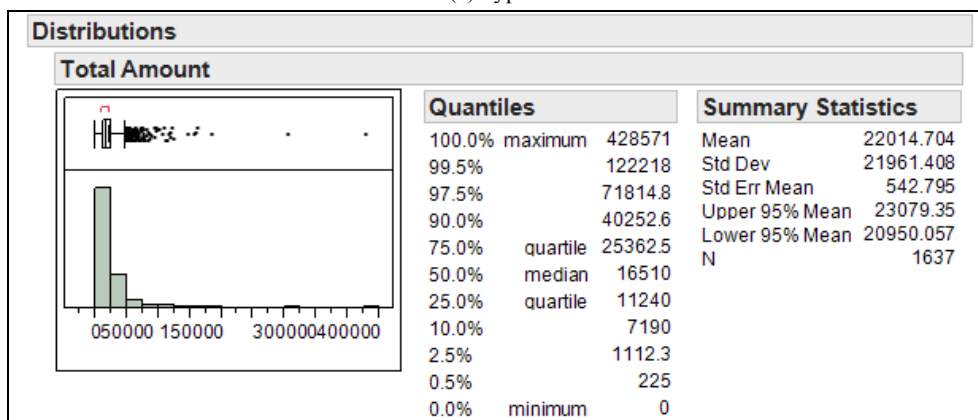 Distributions
Total Amount
050000 150000 300000400000
Quantiles
100.0% maximum 428571
99.5% 122218
97.5% 71814.8
90.0% 40252.6
75.0% quartile 25362.5
50.0% median 16510
25.0% quartile 11240
10.0% 7190
2.5% 1112.3
0.5% 225
0.0% minimum 0
Summary Statistics
Mean 22014.704
Std Dev 21961.408
Std Err Mean 542.795
Upper 95% Mean 23079.35
Lower 95% Mean 20950.057
N 1637